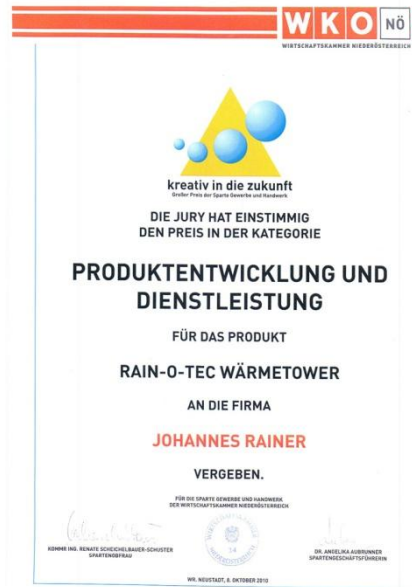 WKO NÖ
WIRTSCHAFTSKAMMER NIEDERÖSTERREICH
kreativ in die zukunft
Großer Preis der Sparte Gewerbe und Handwerk
DIE JURY HAT EINSTIMMIG
DEN PREIS IN DER KATEGORIE
PRODUKTENTWICKLUNG UND
DIENSTLEISTUNG
FÜR DAS PRODUKT
RAIN-O-TEC WÄRMETOWER
AN DIE FIRMA
JOHANNES RAINER
VERGEBEN.
FÜR DIE SPARTE GEWERBE UND HANDWERK
DER WIRTSCHAFTSKAMMER NIEDERÖSTERREICH
KOMMR ING. RENATE SCHEICHELBAUER-SCHUSTER
SPARTENOBFRAU
DR. ANGELIKA AUBRUNNER
SPARTENGESCHÄFTSFÜHRERIN
WR. NEUSTADT, 8. OKTOBER 2010